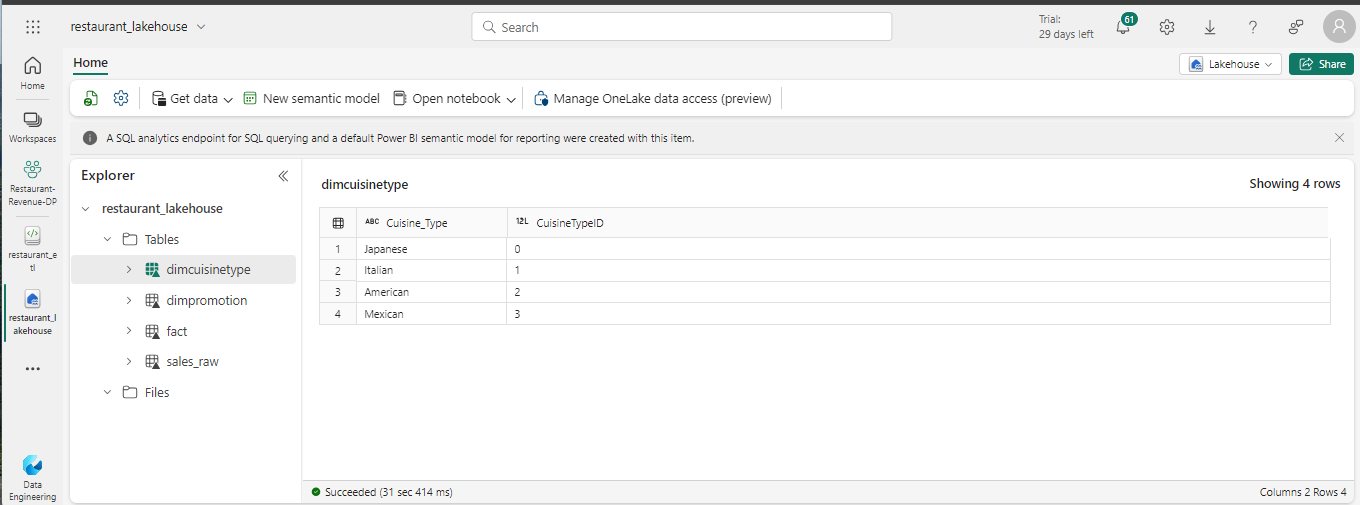 restaurant_lakehouse
Search
Trial:
29 days left
61
Home
Lakehouse
Share
Get data
New semantic model
Open notebook
Manage OneLake data access (preview)
A SQL analytics endpoint for SQL querying and a default Power BI semantic model for reporting were created with this item.
Home
Workspaces
Restaurant-
Revenue-DP
restaurant_e
tl
restaurant_l
akehouse
Data
Engineering
Explorer
restaurant_lakehouse
Tables
dimcuisinetype
dimpromotion
fact
sales_raw
Files
dimcuisinetype
Showing 4 rows
ABC Cuisine_Type 12L CuisineTypeID
1 Japanese 0
2 Italian 1
3 American 2
4 Mexican 3
Succeeded (31 sec 414 ms)
Columns 2 Rows 4